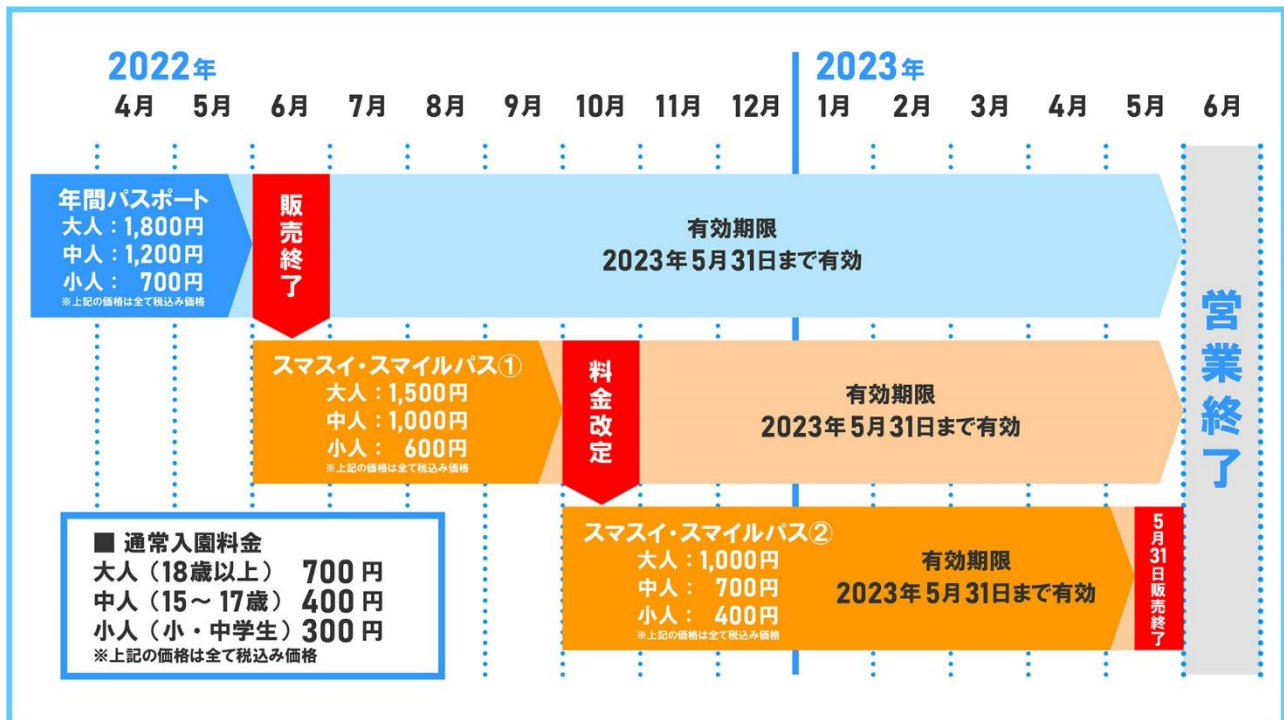 2022年
2023年
4月 5月 6月 7月 8月 9月 10月 11月 12月 1月 2月 3月 4月 5月 6月
年間パスポート
大人：1,800円
中人：1,200円
小人： 700円
※上記の価格は全て税込み価格
販売終了
有効期限
2023年5月31日まで有効
スマスイ・スマイルパス①
大人：1,500円
中人：1,000円
小人： 600円
※上記の価格は全て税込み価格
料金改定
有効期限
2023年5月31日まで有効
営業終了
スマスイ・スマイルパス②
大人：1,000円
中人： 700円
小人： 400円
※上記の価格は全て税込み価格
有効期限
2023年5月31日まで有効
5月31日販売終了
■ 通常入園料金
大人（18歳以上） 700円
中人（15～17歳） 400円
小人（小・中学生） 300円
※上記の価格は全て税込み価格